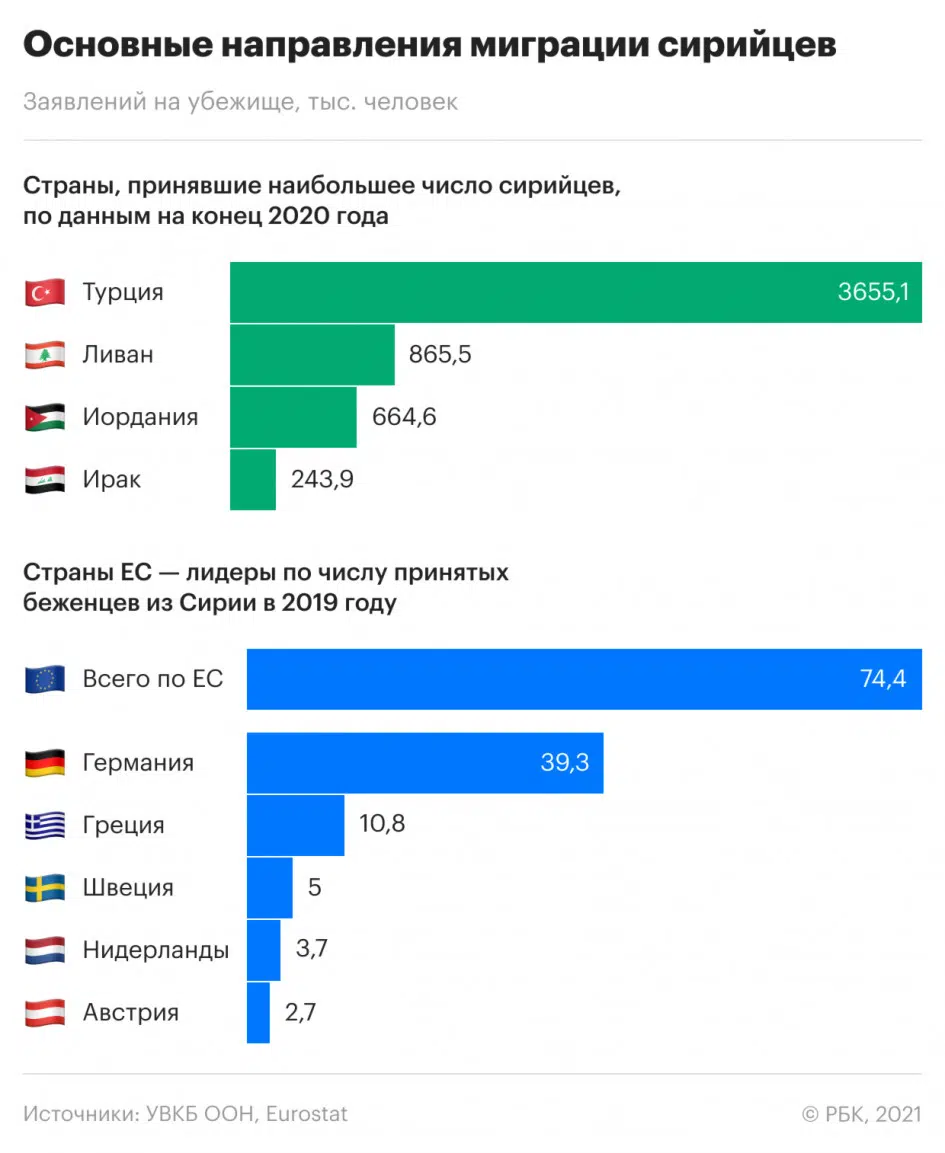 Основные направления миграции сирийцев
Заявлений на убежище, тыс. человек
Страны, принявшие наибольшее число сирийцев,
по данным на конец 2020 года
Турция 3655,1
Ливан 865,5
Иордания 664,6
Ирак 243,9
Страны ЕС — лидеры по числу принятых
беженцев из Сирии в 2019 году
Всего по ЕС 74,4
Германия 39,3
Греция 10,8
Швеция 5
Нидерланды 3,7
Австрия 2,7
Источники: УВКБ ООН, Eurostat © РБК, 2021